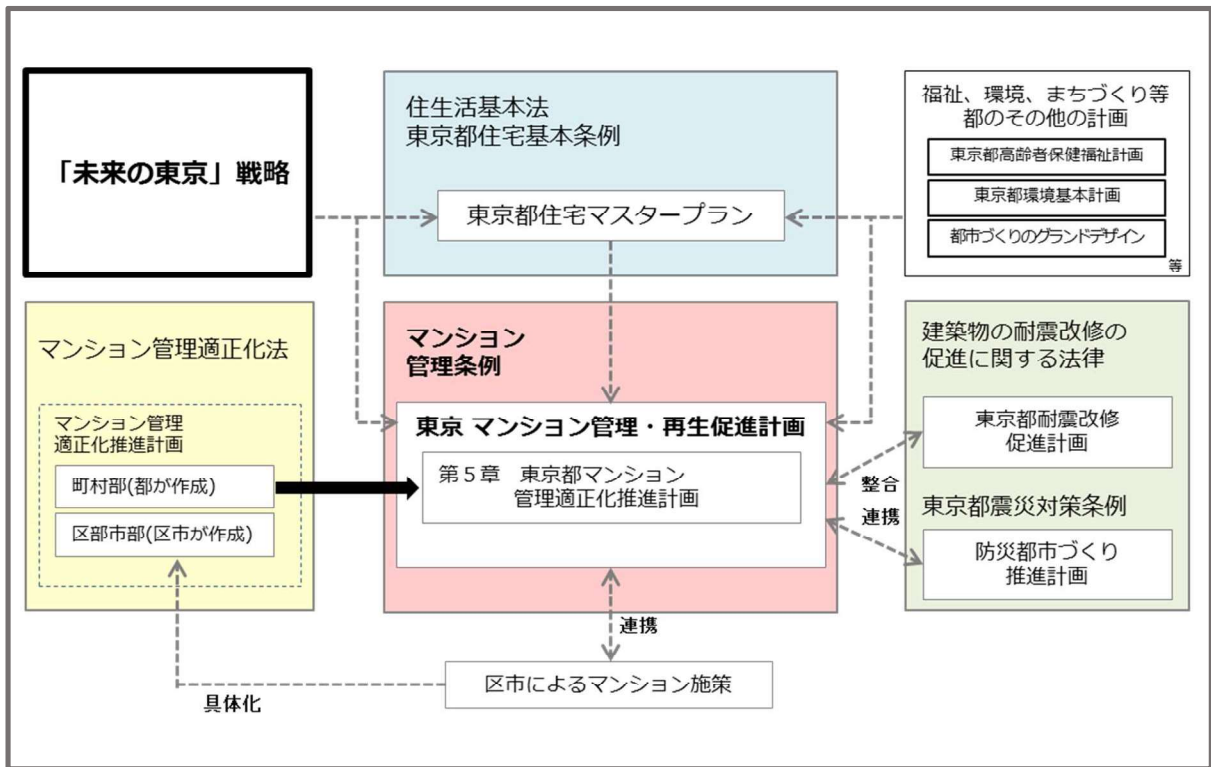 「未来の東京」戦略
住生活基本法
東京都住宅基本条例
東京都住宅マスタープラン
福祉、環境、まちづくり等
都のその他の計画
東京都高齢者保健福祉計画
東京都環境基本計画
都市づくりのグランドデザイン
等
マンション管理適正化法
マンション管理
適正化推進計画
町村部(都が作成)
区部市部(区市が作成)
マンション
管理条例
東京 マンション管理・再生促進計画
第5章 東京都マンション
管理適正化推進計画
整合
連携
建築物の耐震改修の
促進に関する法律
東京都耐震改修
促進計画
東京都震災対策条例
防災都市づくり
推進計画
連携
区市によるマンション施策
具体化